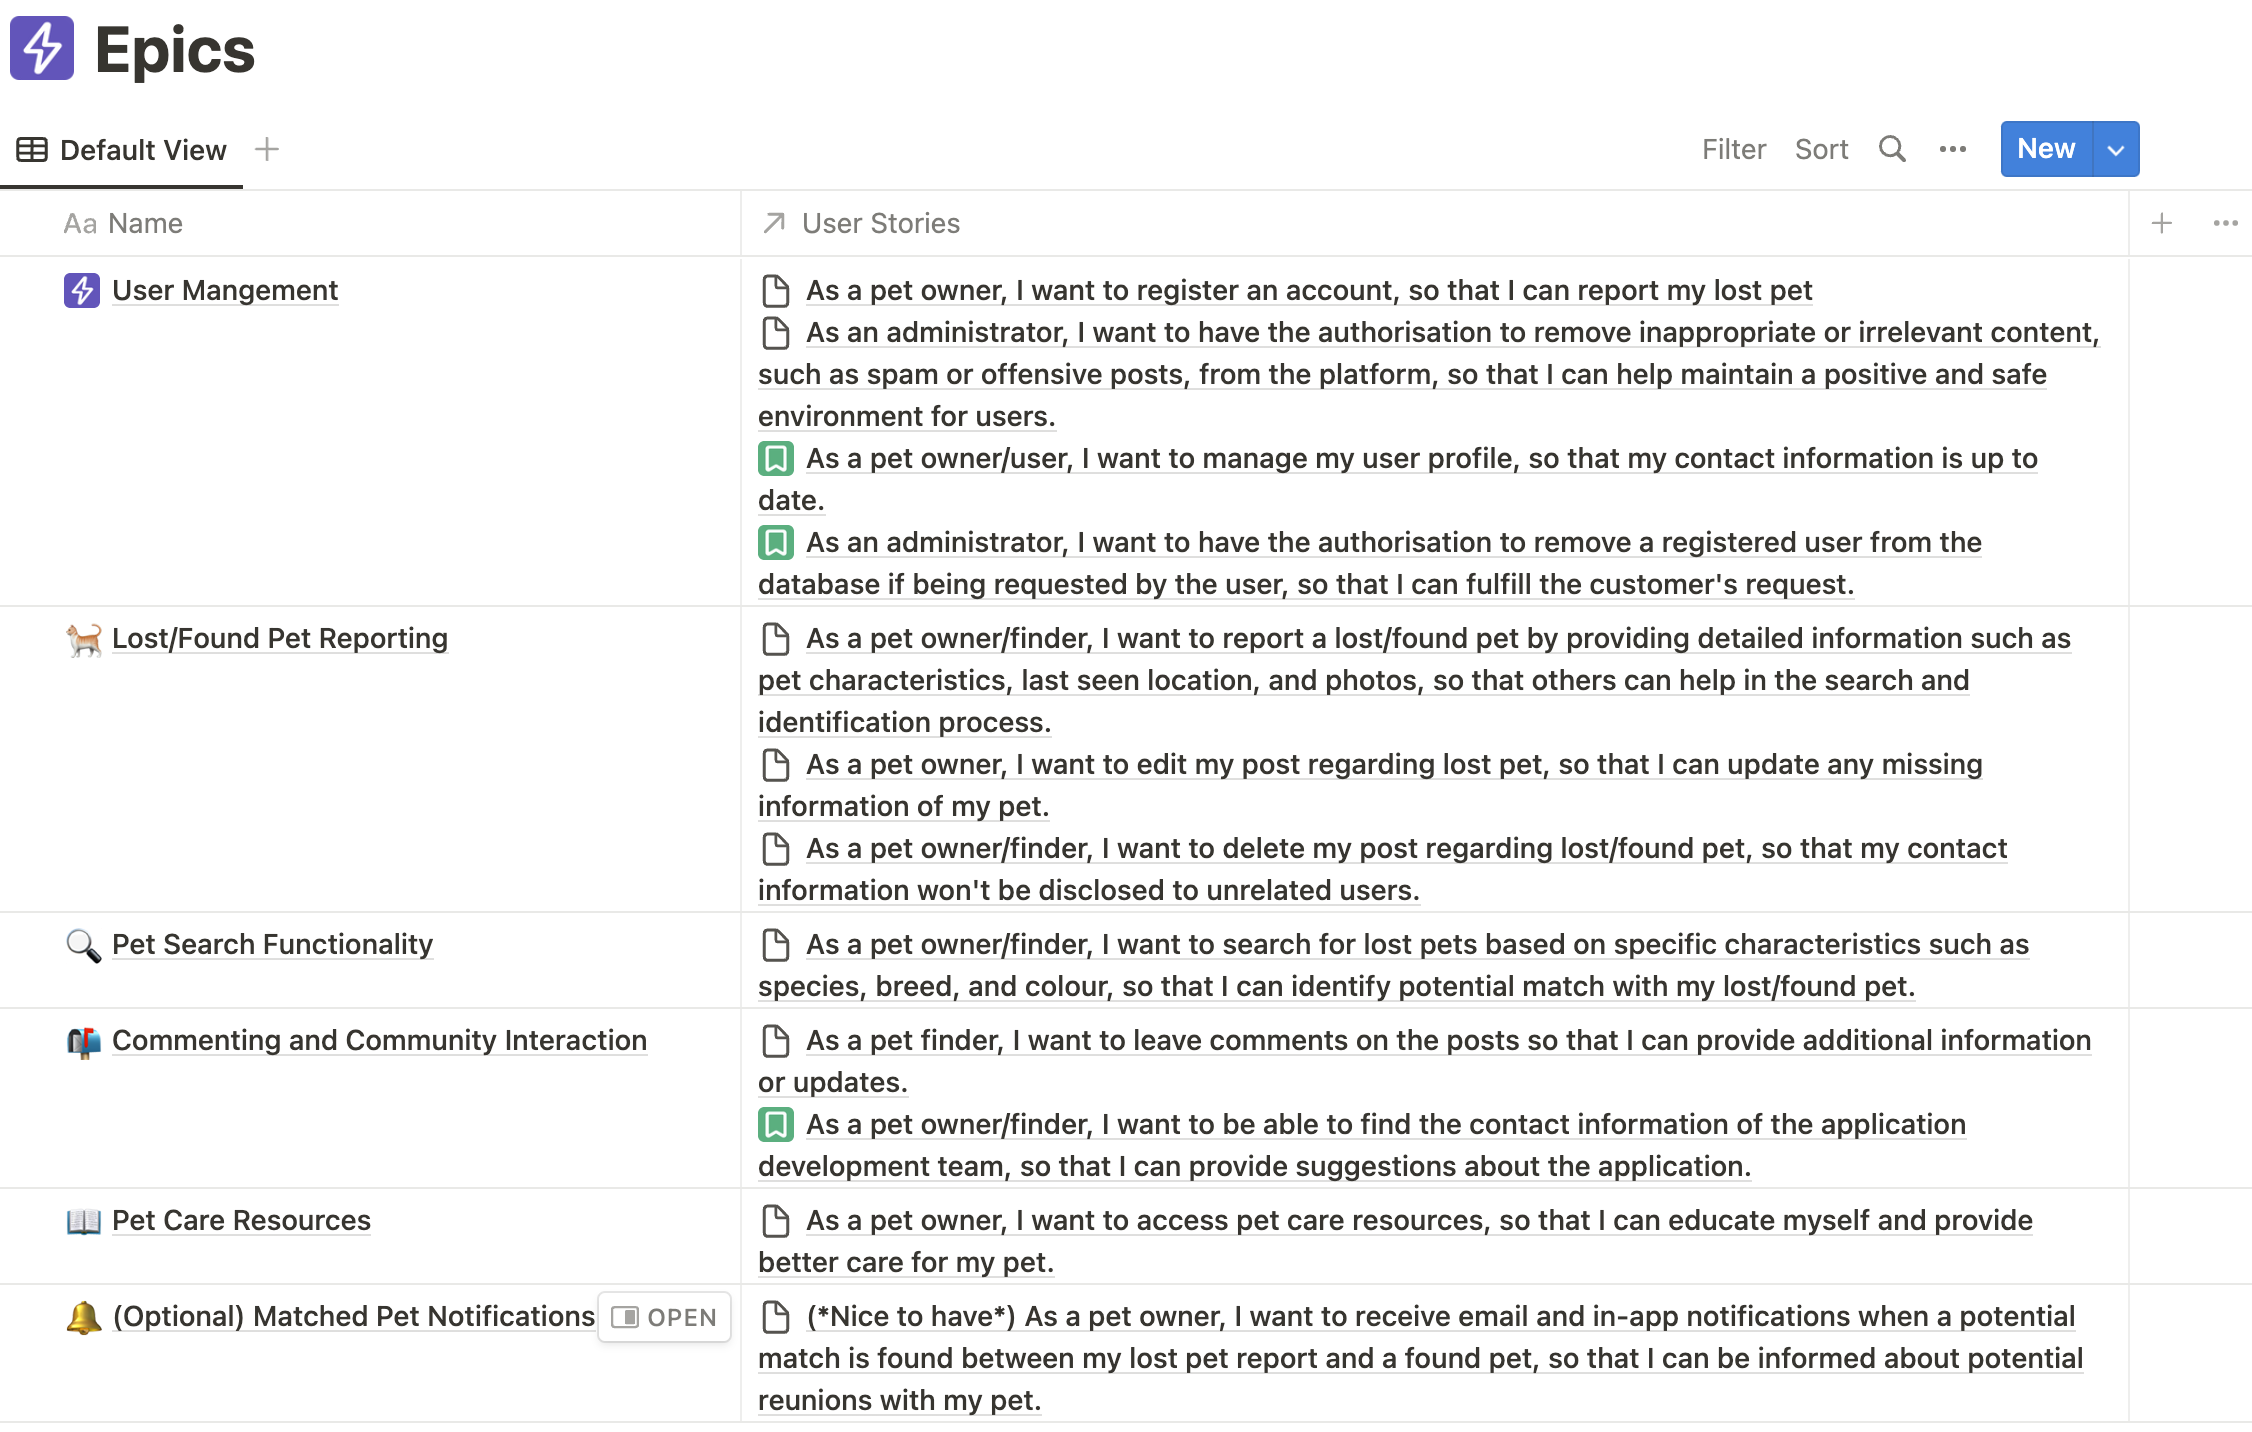 Epics
Default View
Filter Sort New
Aa Name
User Stories
User Mangement
As a pet owner, I want to register an account, so that I can report my lost pet
As an administrator, I want to have the authorisation to remove inappropriate or irrelevant content,
such as spam or offensive posts, from the platform, so that I can help maintain a positive and safe
environment for users.
As a pet owner/user, I want to manage my user profile, so that my contact information is up to
date.
As an administrator, I want to have the authorisation to remove a registered user from the
database if being requested by the user, so that I can fulfill the customer's request.
Lost/Found Pet Reporting
As a pet owner/finder, I want to report a lost/found pet by providing detailed information such as
pet characteristics, last seen location, and photos, so that others can help in the search and
identification process.
As a pet owner, I want to edit my post regarding lost pet, so that I can update any missing
information of my pet.
As a pet owner/finder, I want to delete my post regarding lost/found pet, so that my contact
information won't be disclosed to unrelated users.
Pet Search Functionality
As a pet owner/finder, I want to search for lost pets based on specific characteristics such as
species, breed, and colour, so that I can identify potential match with my lost/found pet.
Commenting and Community Interaction
As a pet finder, I want to leave comments on the posts so that I can provide additional information
or updates.
As a pet owner/finder, I want to be able to find the contact information of the application
development team, so that I can provide suggestions about the application.
Pet Care Resources
As a pet owner, I want to access pet care resources, so that I can educate myself and provide
better care for my pet.
(Optional) Matched Pet Notifications
OPEN
(*Nice to have*) As a pet owner, I want to receive email and in-app notifications when a potential
match is found between my lost pet report and a found pet, so that I can be informed about potential
reunions with my pet.